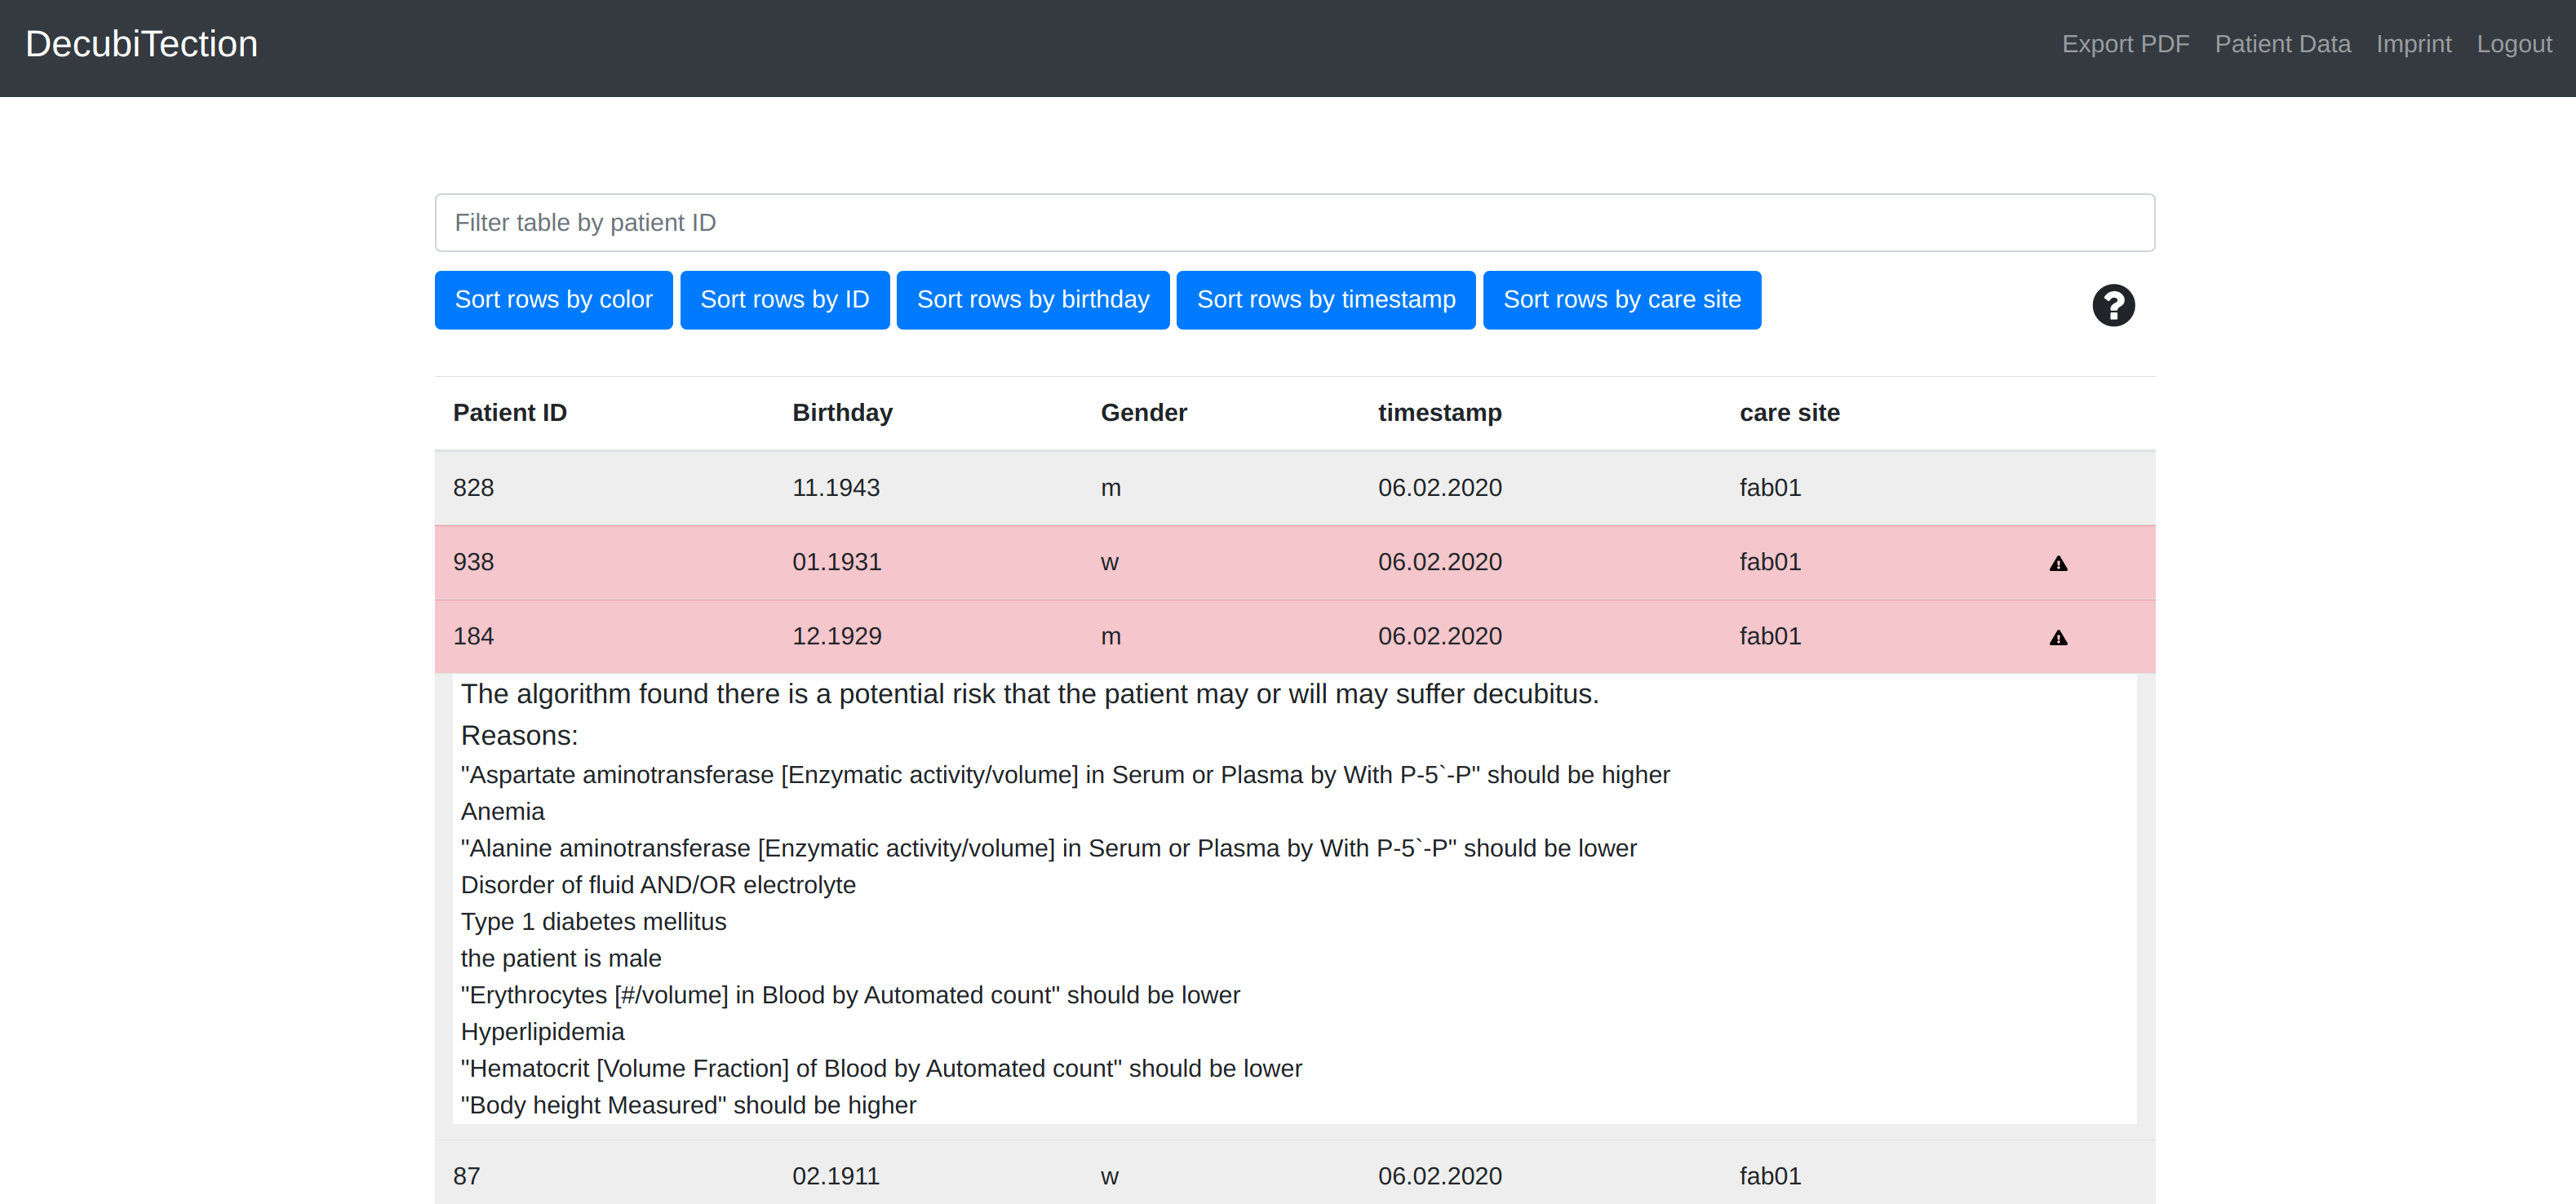 DecubiTection Export PDF Patient Data Imprint Logout
Filter table by patient ID
Sort rows by color Sort rows by ID Sort rows by birthday Sort rows by timestamp Sort rows by care site
Patient ID Birthday Gender timestamp care site
828 11.1943 m 06.02.2020 fab01
938 01.1931 w 06.02.2020 fab01
184 12.1929 m 06.02.2020 fab01
The algorithm found there is a potential risk that the patient may or will may suffer decubitus.
Reasons:
"Aspartate aminotransferase [Enzymatic activity/volume] in Serum or Plasma by With P-5`-P" should be higher
Anemia
"Alanine aminotransferase [Enzymatic activity/volume] in Serum or Plasma by With P-5`-P" should be lower
Disorder of fluid AND/OR electrolyte
Type 1 diabetes mellitus
the patient is male
"Erythrocytes [#/volume] in Blood by Automated count" should be lower
Hyperlipidemia
"Hematocrit [Volume Fraction] of Blood by Automated count" should be lower
"Body height Measured" should be higher
87 02.1911 w 06.02.2020 fab01